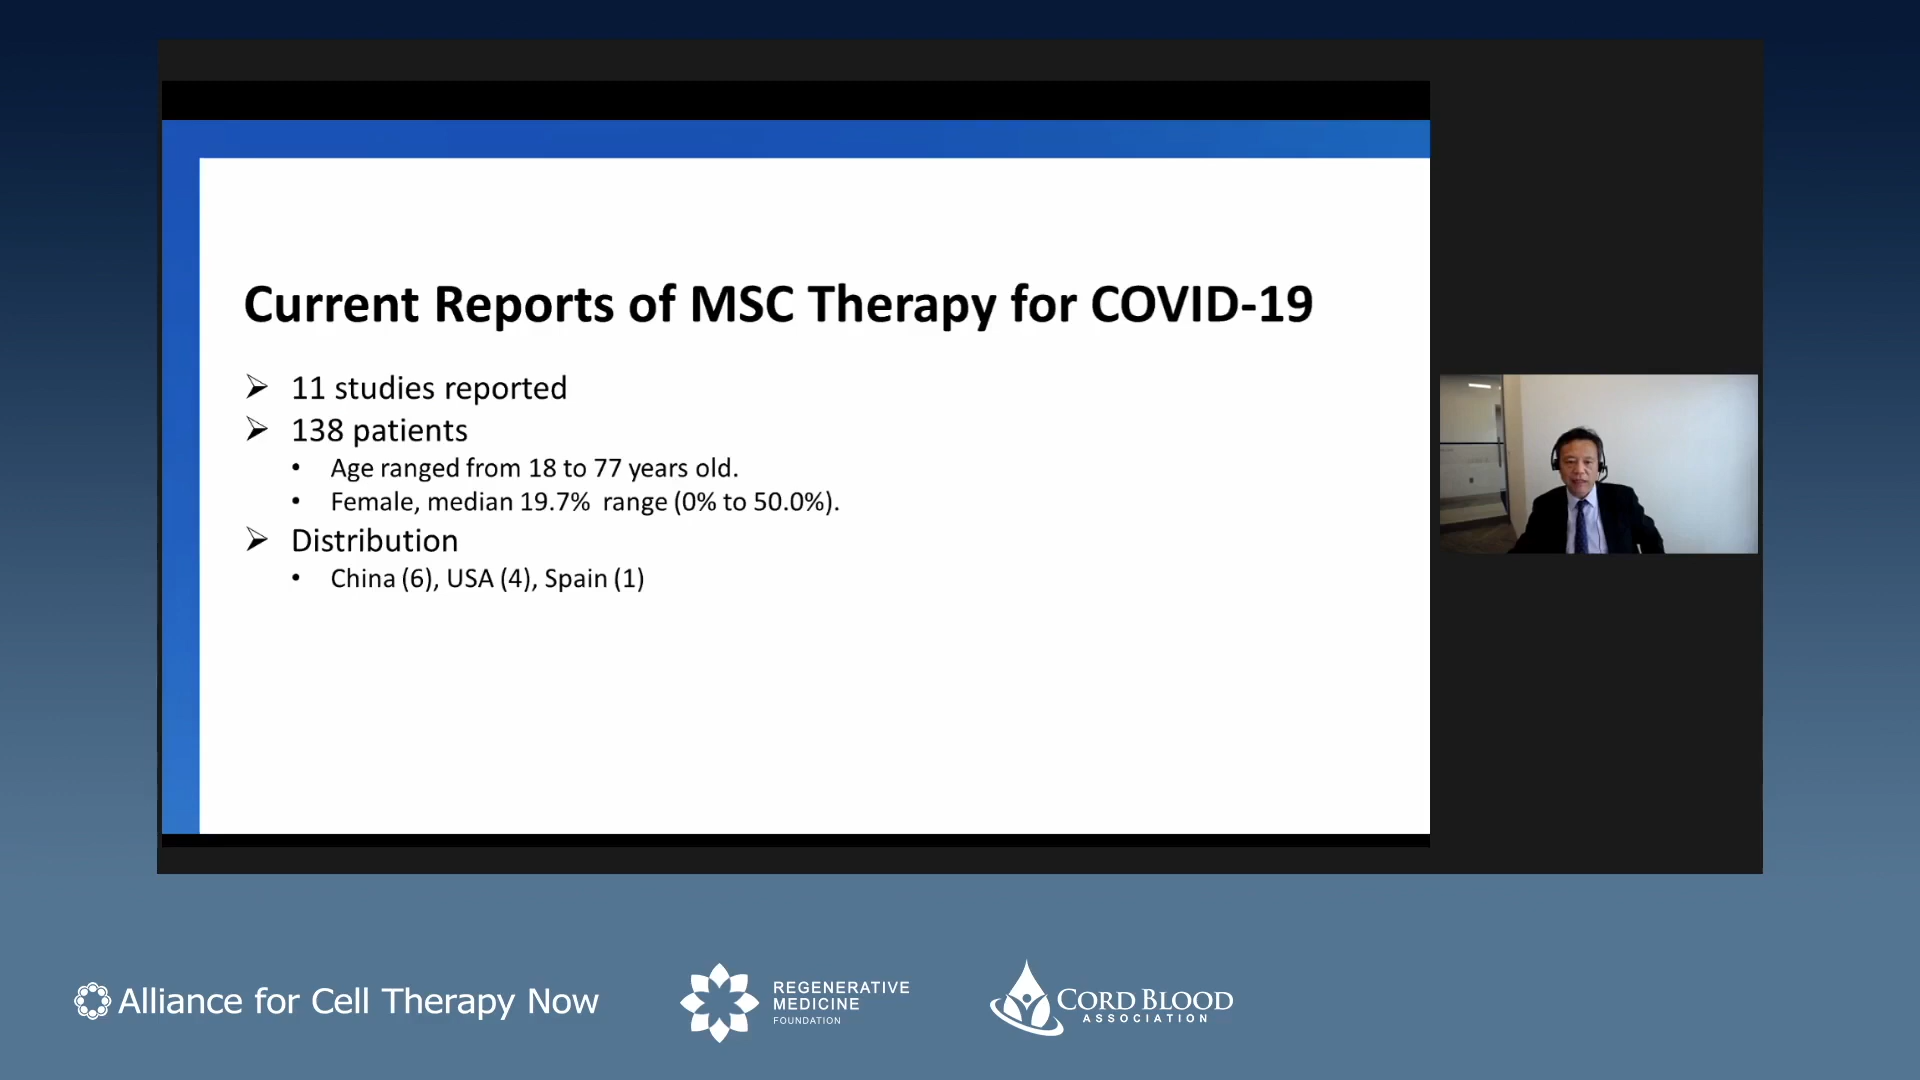 Current Reports of MSC Therapy for COVID-19
➢ 11 studies reported
➢ 138 patients
• Age ranged from 18 to 77 years old.
• Female, median 19.7% range (0% to 50.0%).
➢ Distribution
• China (6), USA (4), Spain (1)
Alliance for Cell Therapy Now
REGENERATIVE
MEDICINE
FOUNDATION
CORD BLOOD
ASSOCIATION